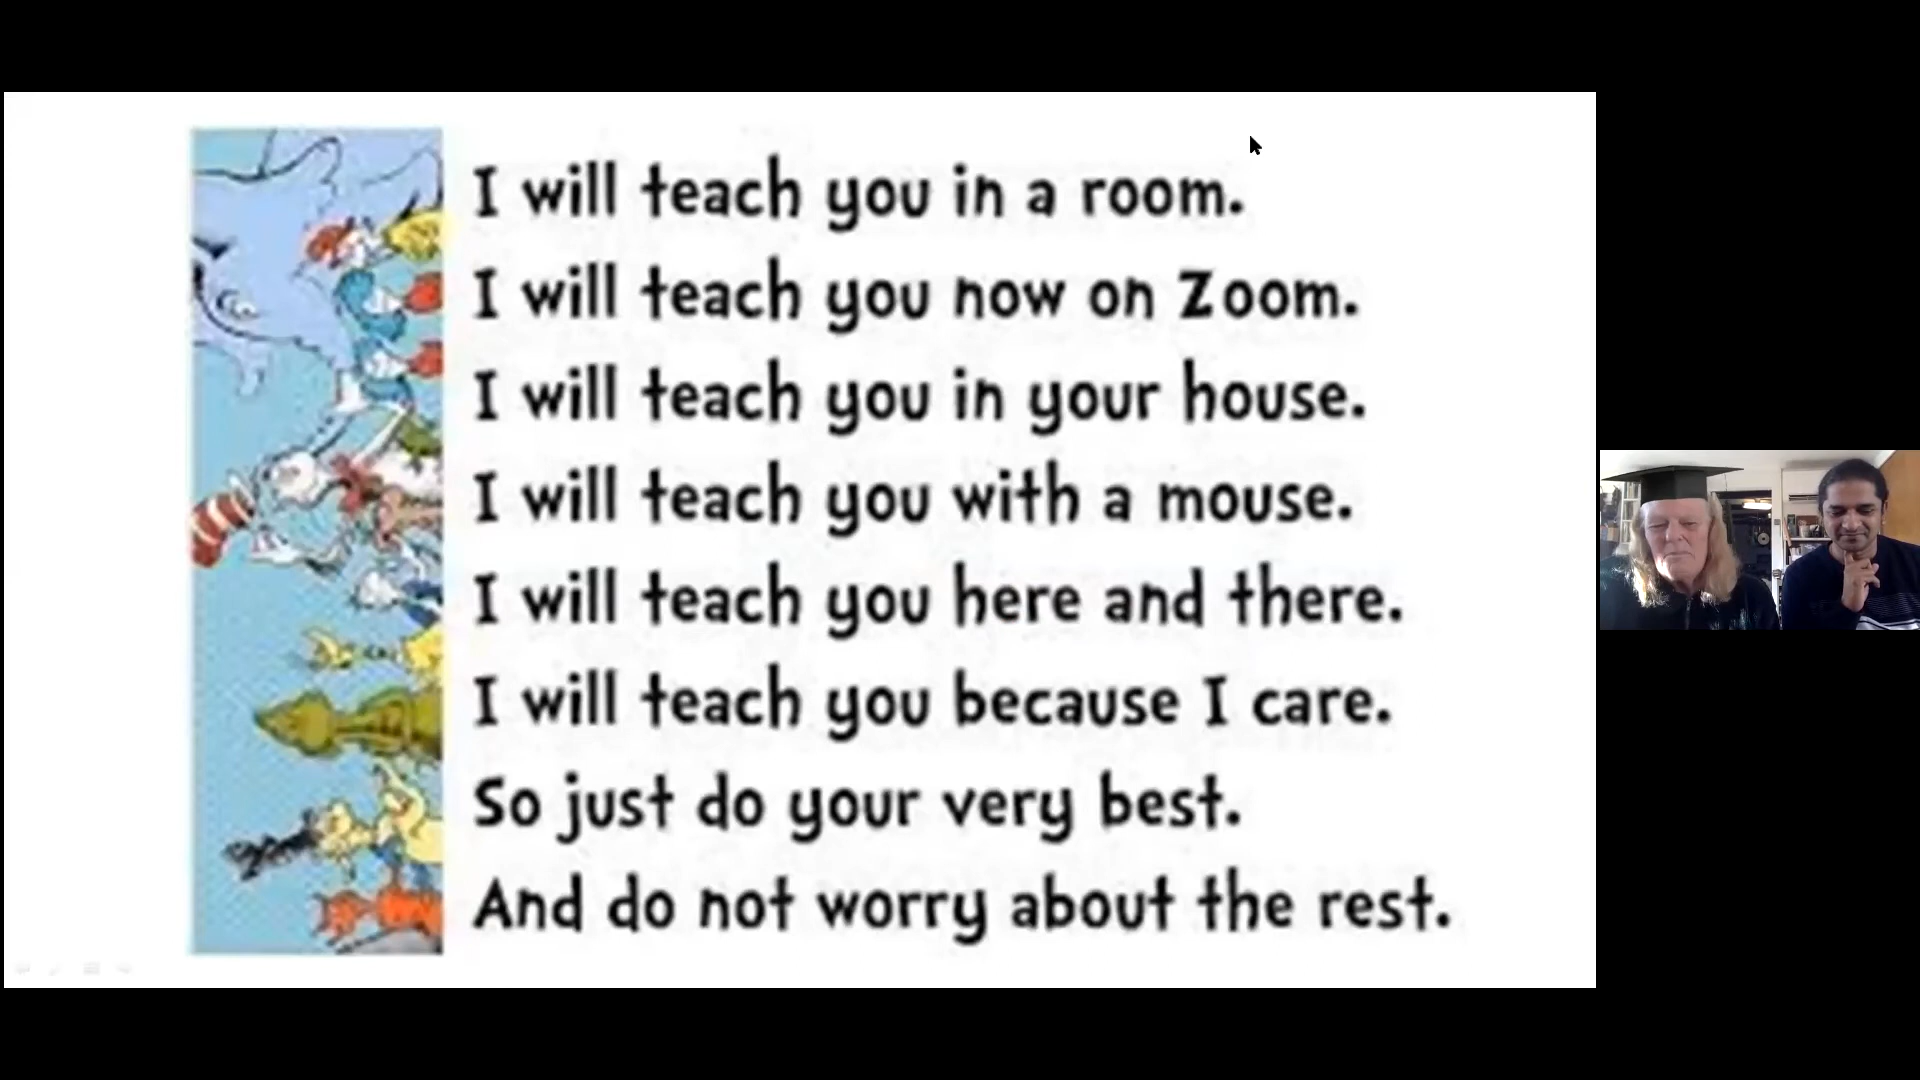 I will teach you in a room.
I will teach you now on Zoom.
I will teach you in your house.
I will teach you with a mouse.
I will teach you here and there.
I will teach you because I care.
So just do your very best.
And do not worry about the rest.